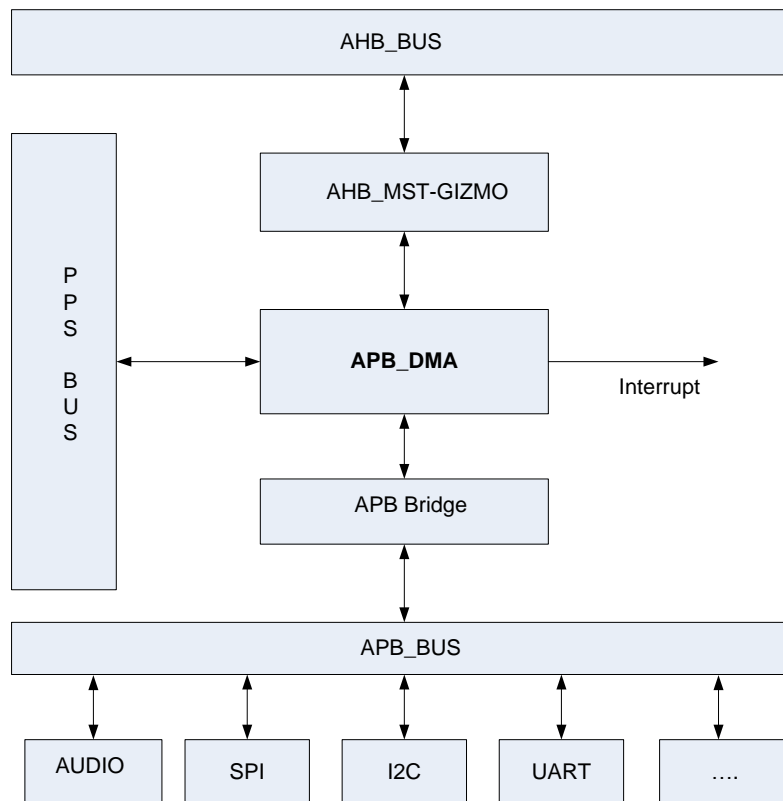 AHB_BUS
AHB_MST-GIZMO
P
P
S
B
U
S
APB_DMA
Interrupt
APB Bridge
APB_BUS
AUDIO
SPI
I2C
UART
....